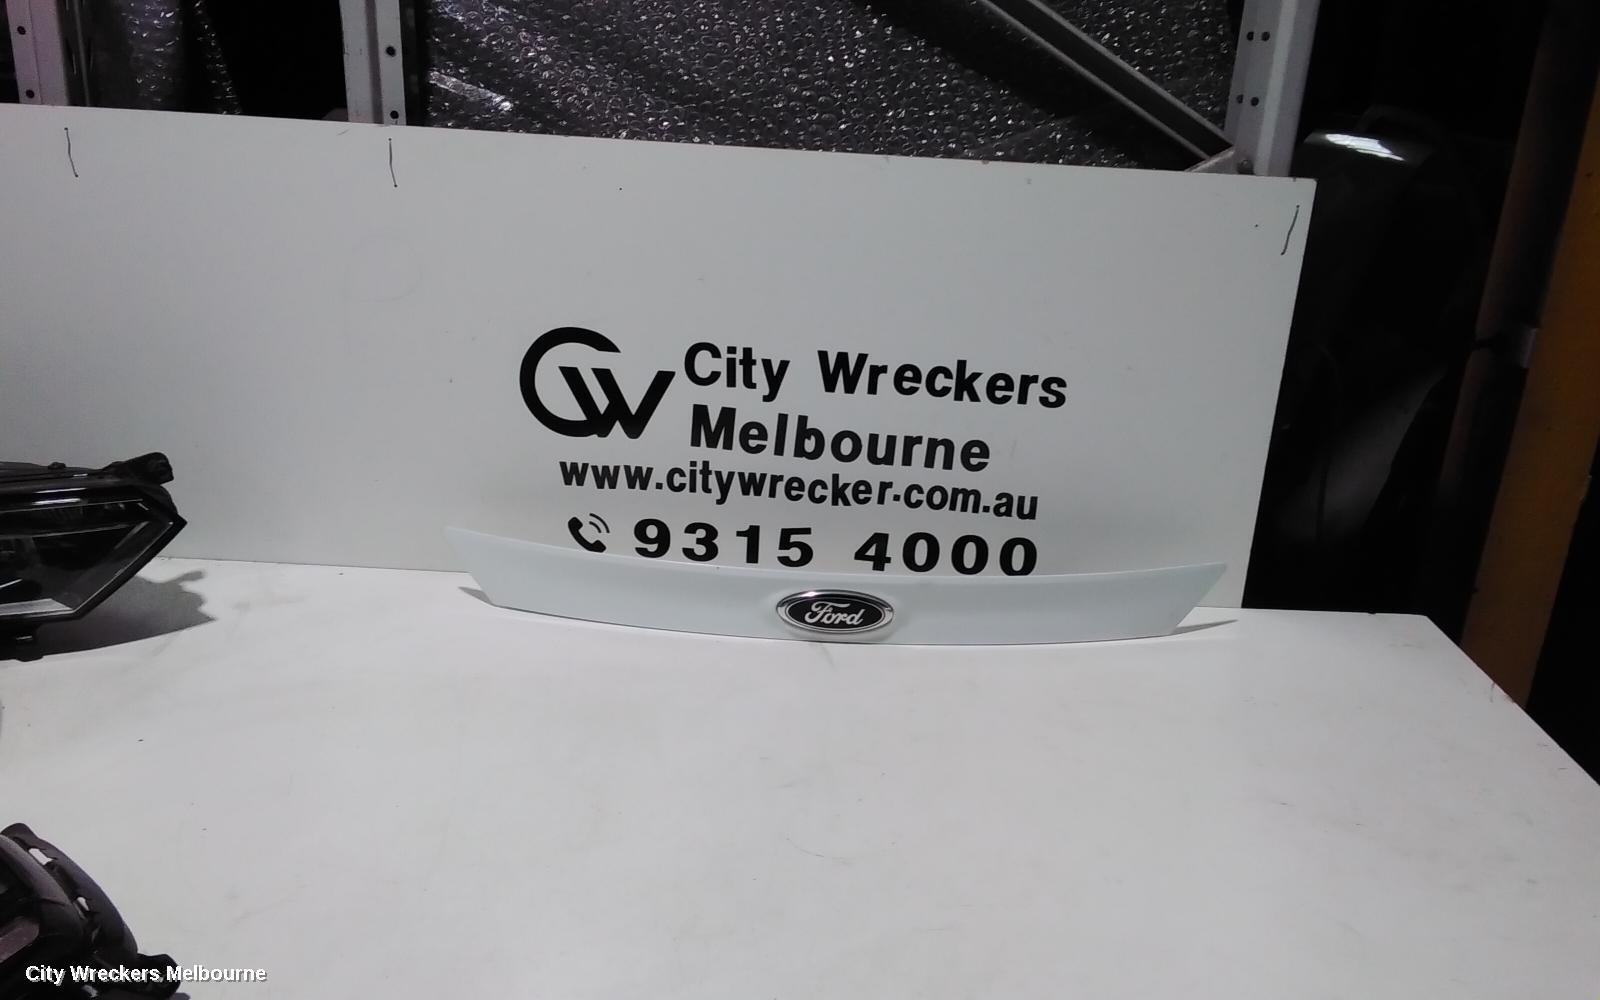 CW City Wreckers
Melbourne
www.citywrecker.com.au
9315 4000
Ford
City Wreckers Melbourne